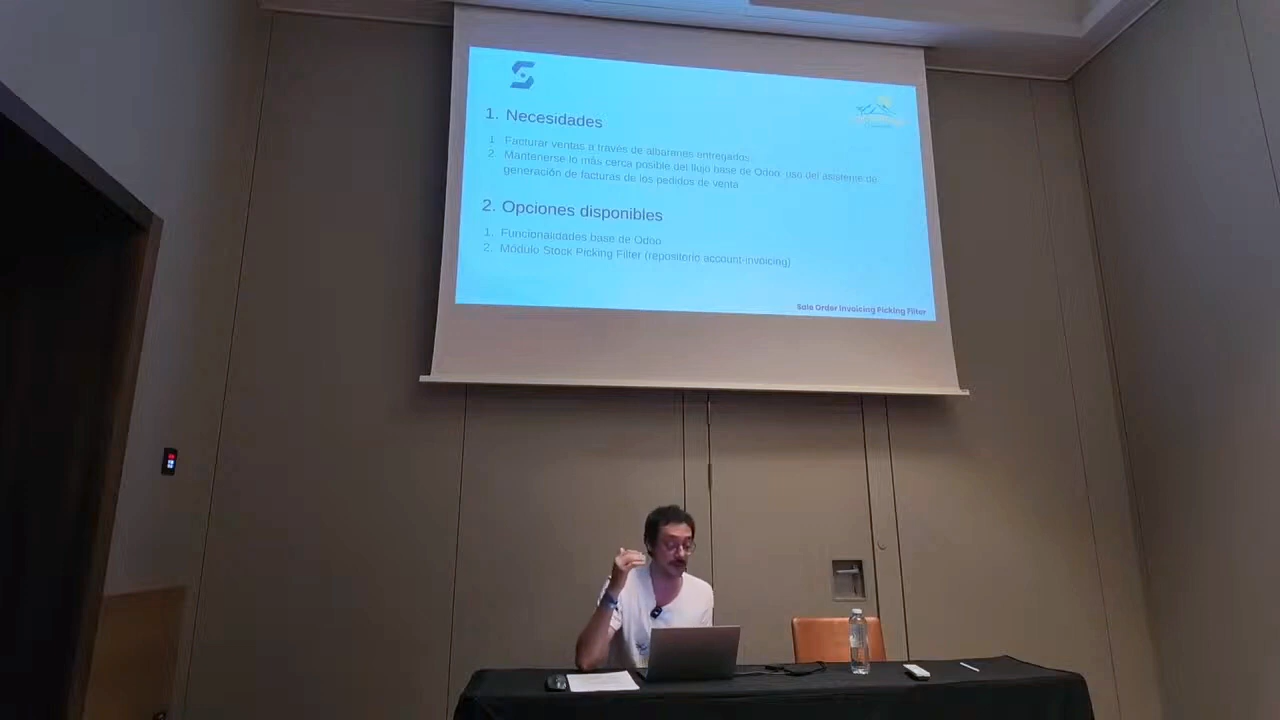 1. Necesidades
1. Facturar ventas a través de albaranes entregados.
2. Mantenerse lo más cerca posible del flujo base de Odoo: uso del asistente de
generación de facturas de los pedidos de venta
2. Opciones disponibles
1. Funcionalidades base de Odoo
2. Módulo Stock Picking Filter (repositorio account-invoicing)
Sale Order Invoicing Picking Filter